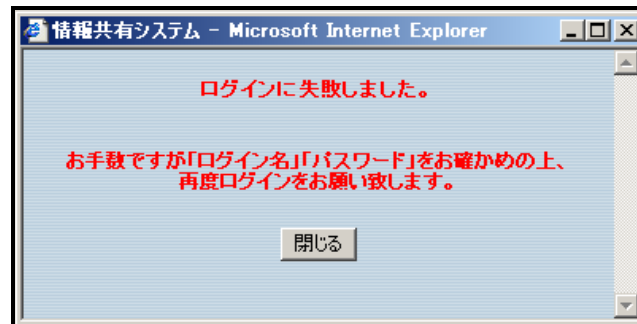 情報共有システム - Microsoft Internet Explorer
ログインに失敗しました。
お手数ですが「ログイン名」「パスワード」をお確かめの上、
再度ログインをお願い致します。
閉じる